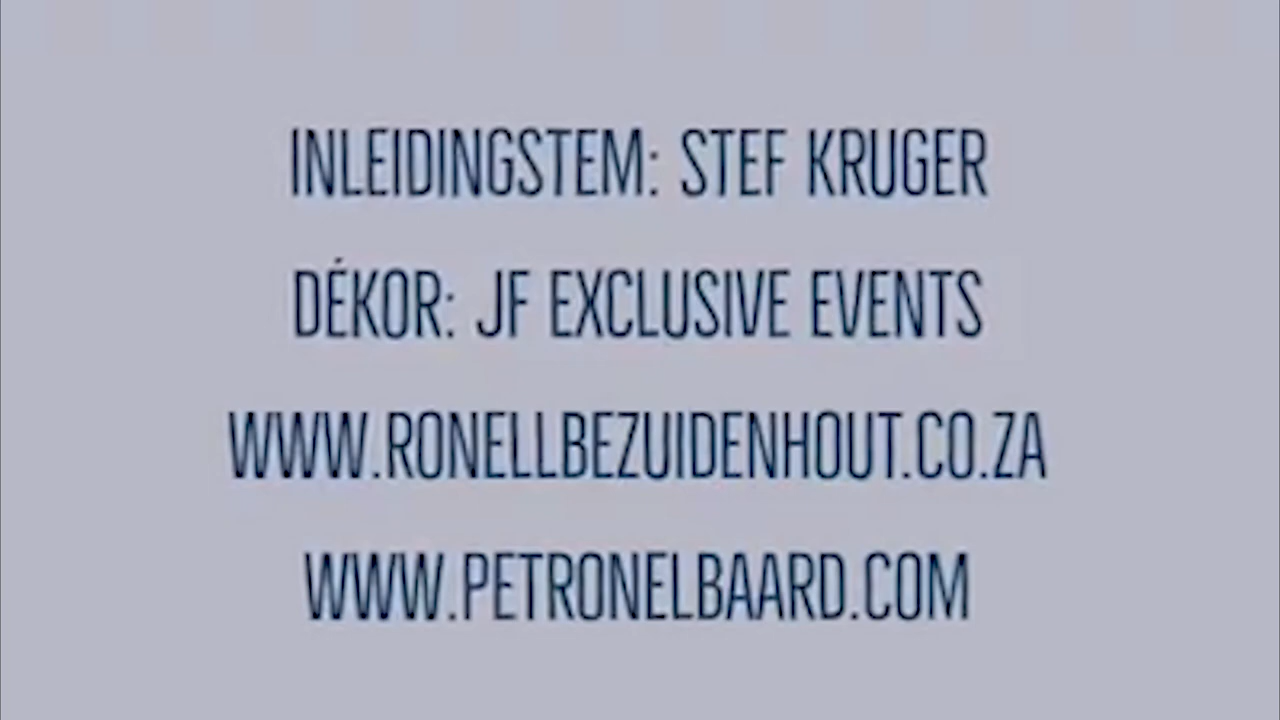 INLEIDINGSTEM: STEF KRUGER
DÉKOR: JF EXCLUSIVE EVENTS
WWW.RONELLBEZUIDENHOUT.CO.ZA
WWW.PETRONELBAARD.COM